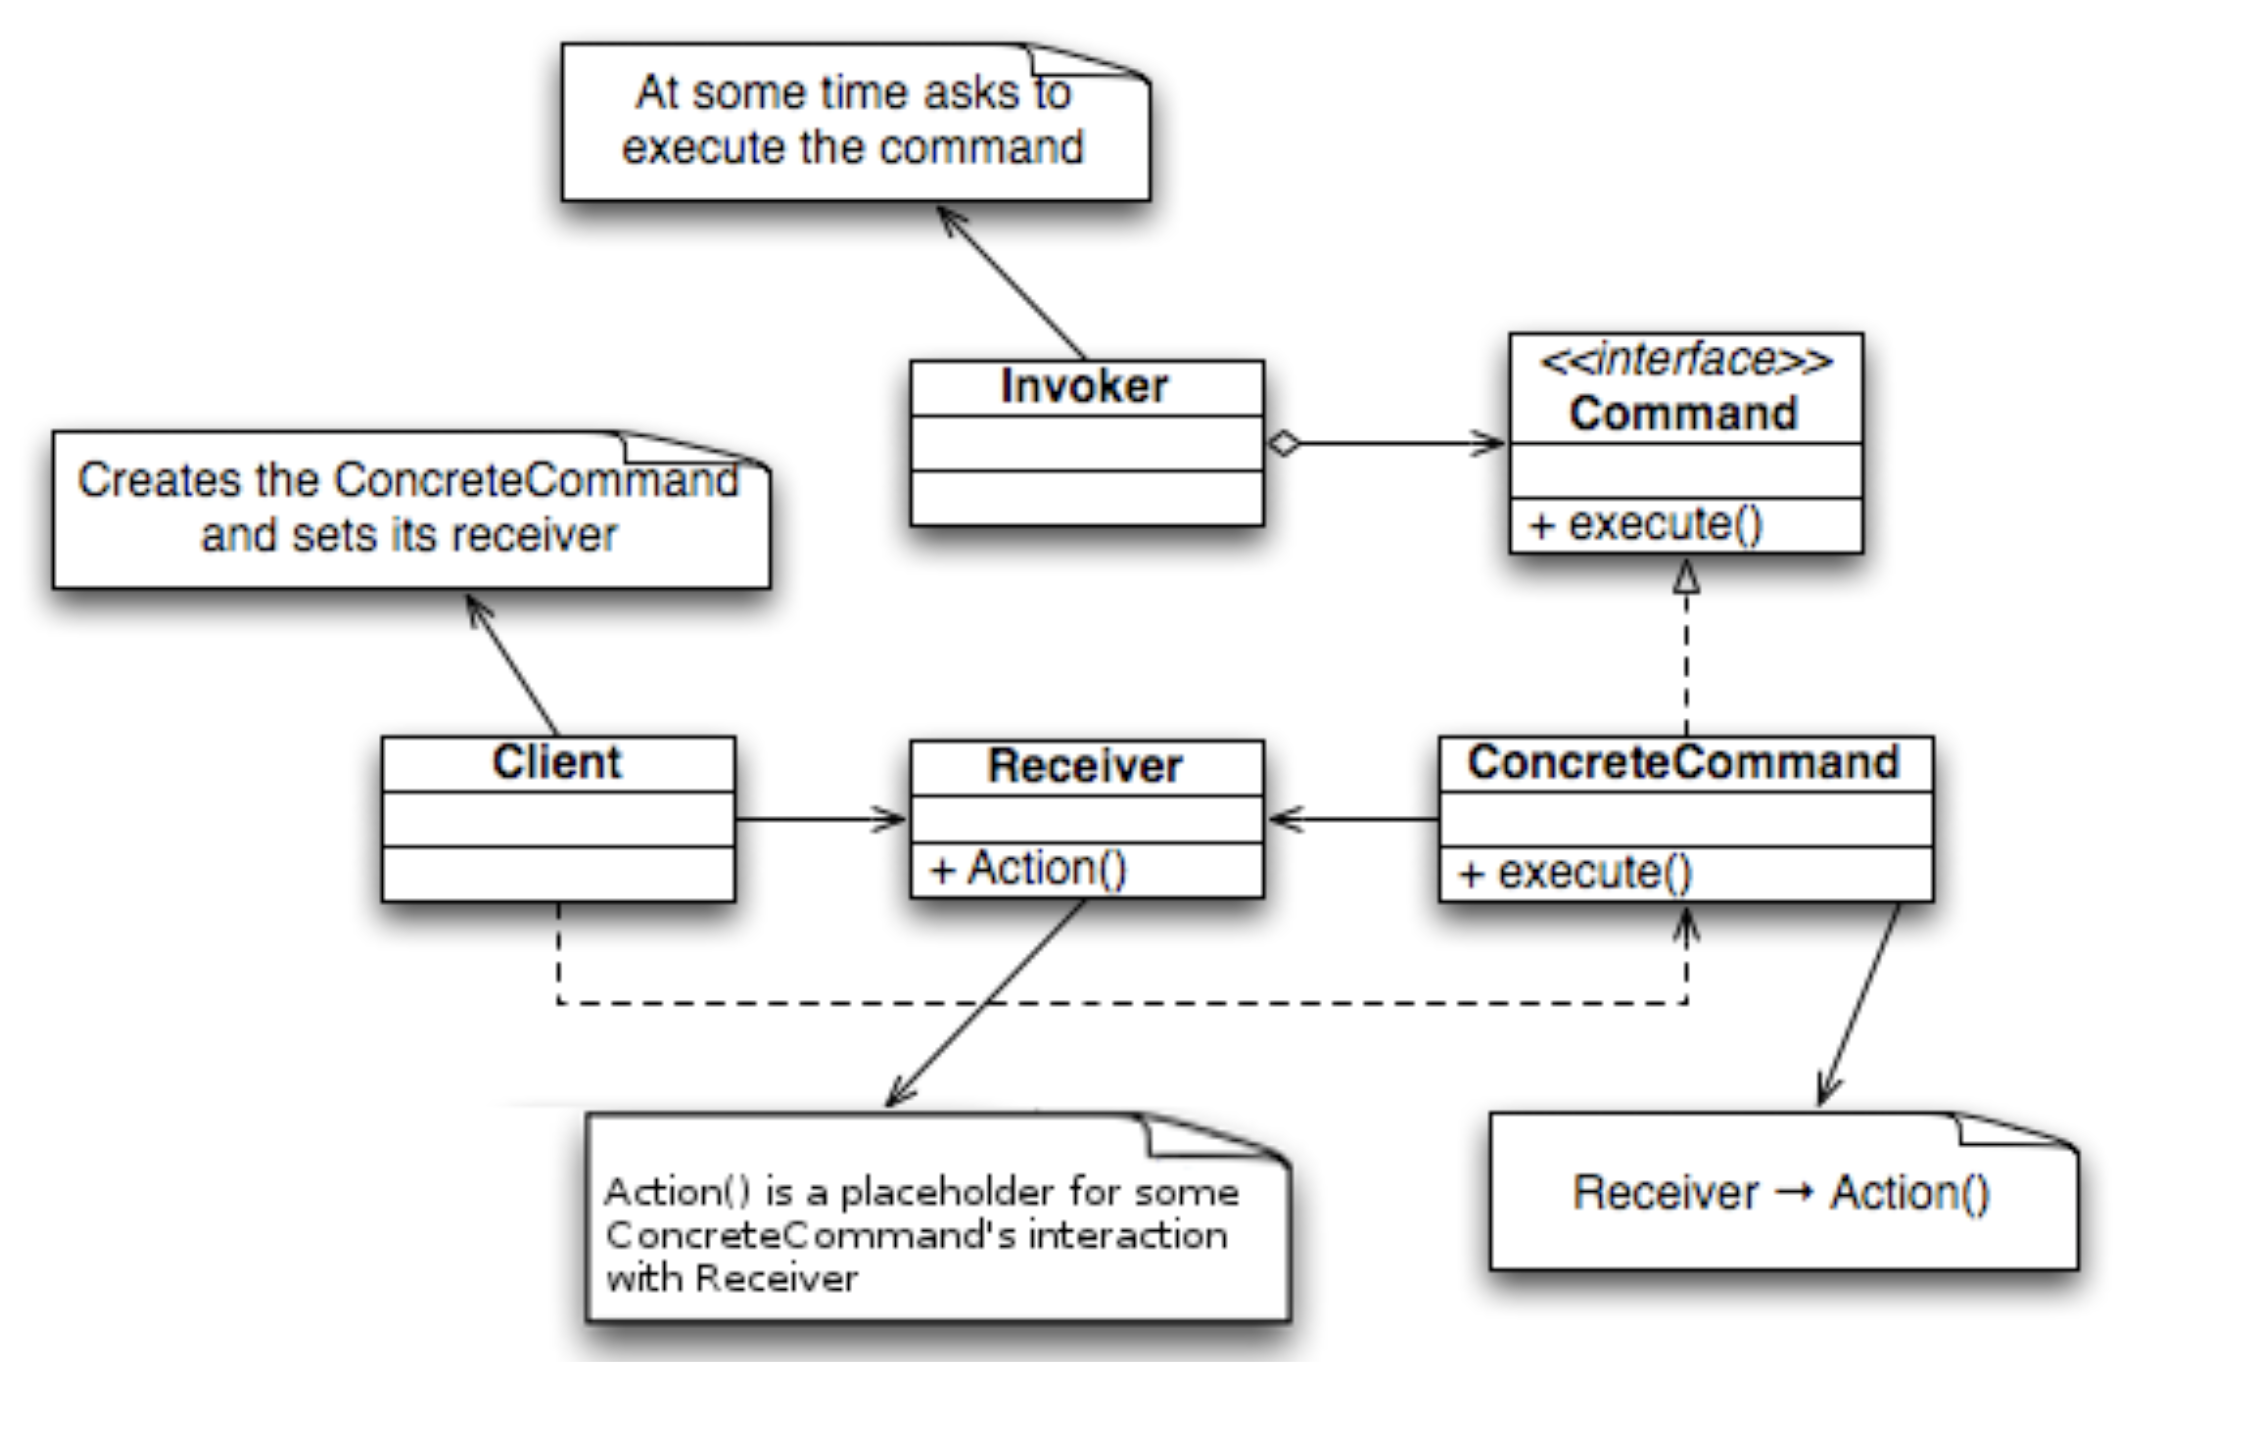 At some time asks to
execute the command
Invoker
<<interface>>
Command
+ execute()
Creates the ConcreteCommand
and sets its receiver
Client
Receiver
+ Action()
ConcreteCommand
+ execute()
Action() is a placeholder for some
ConcreteCommand's interaction
with Receiver
Receiver → Action()